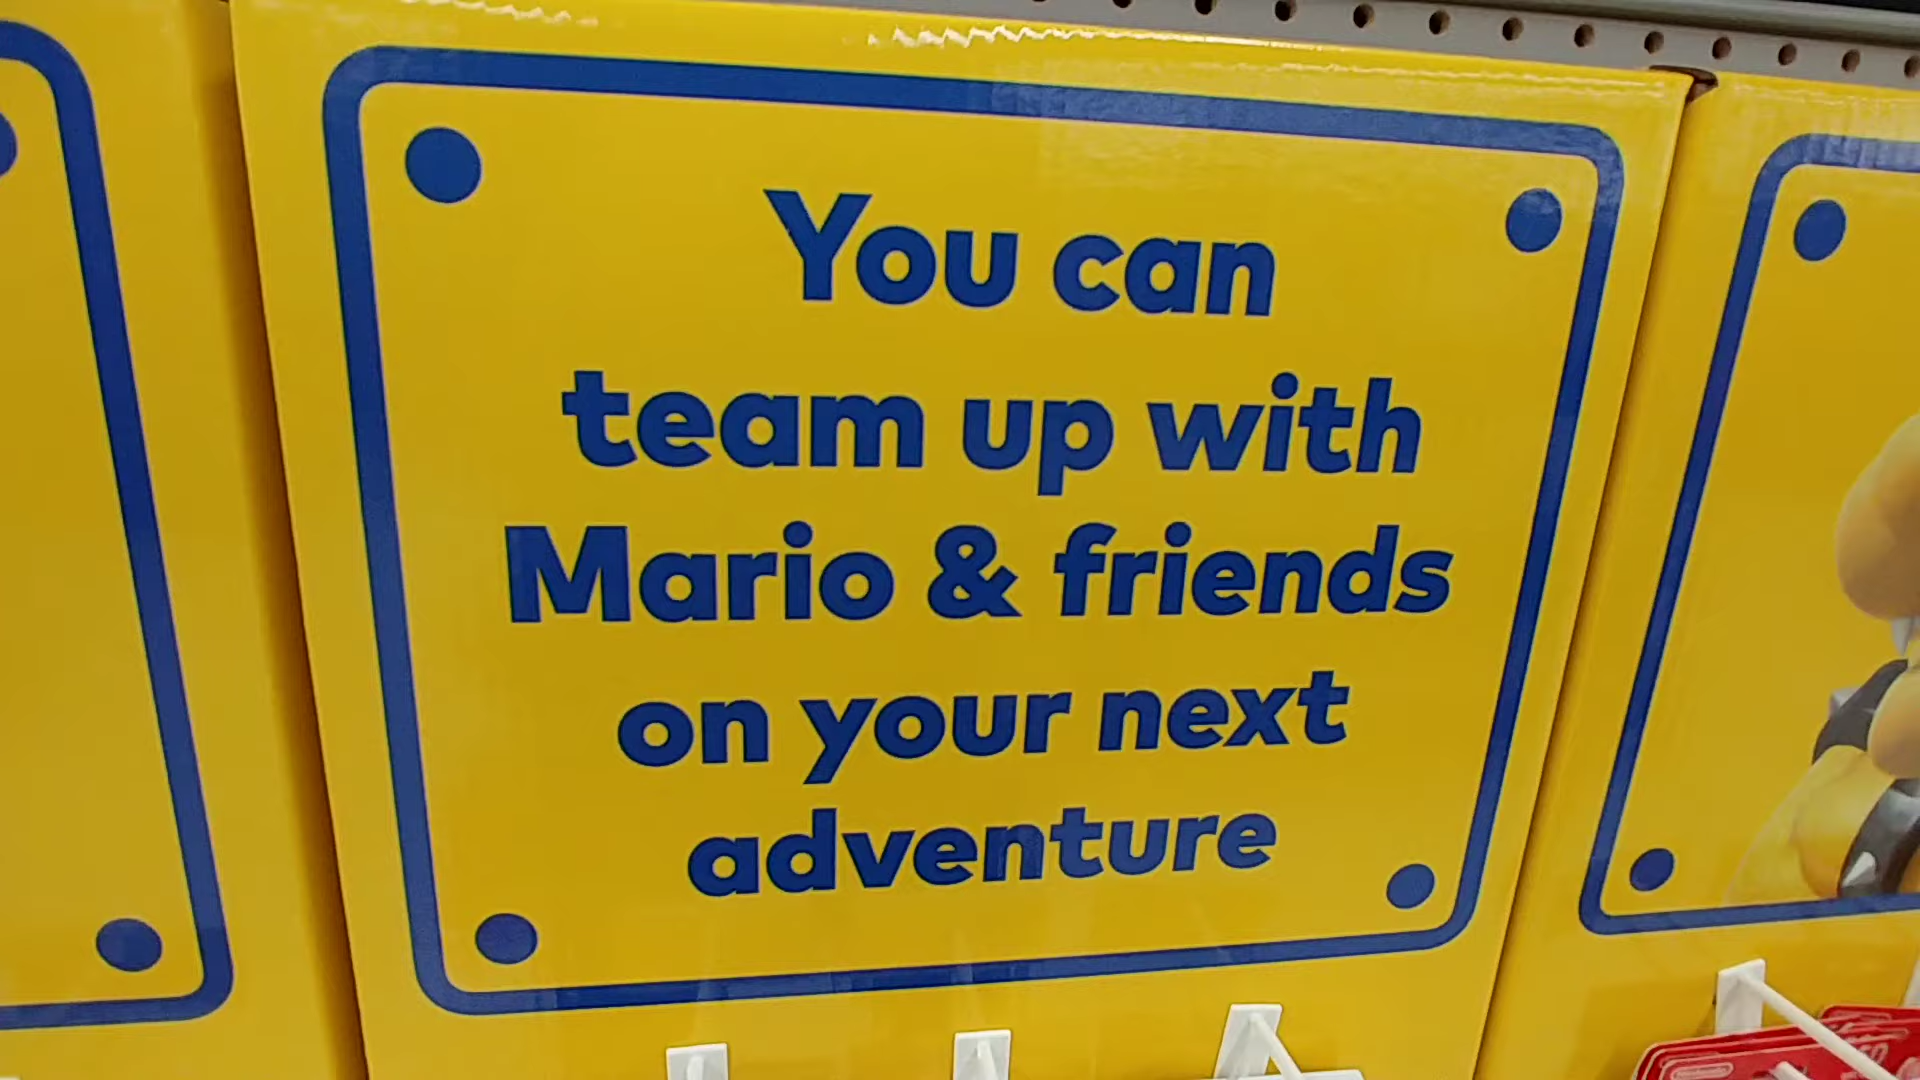 You can
team up with
Mario & friends
on your next
adventure